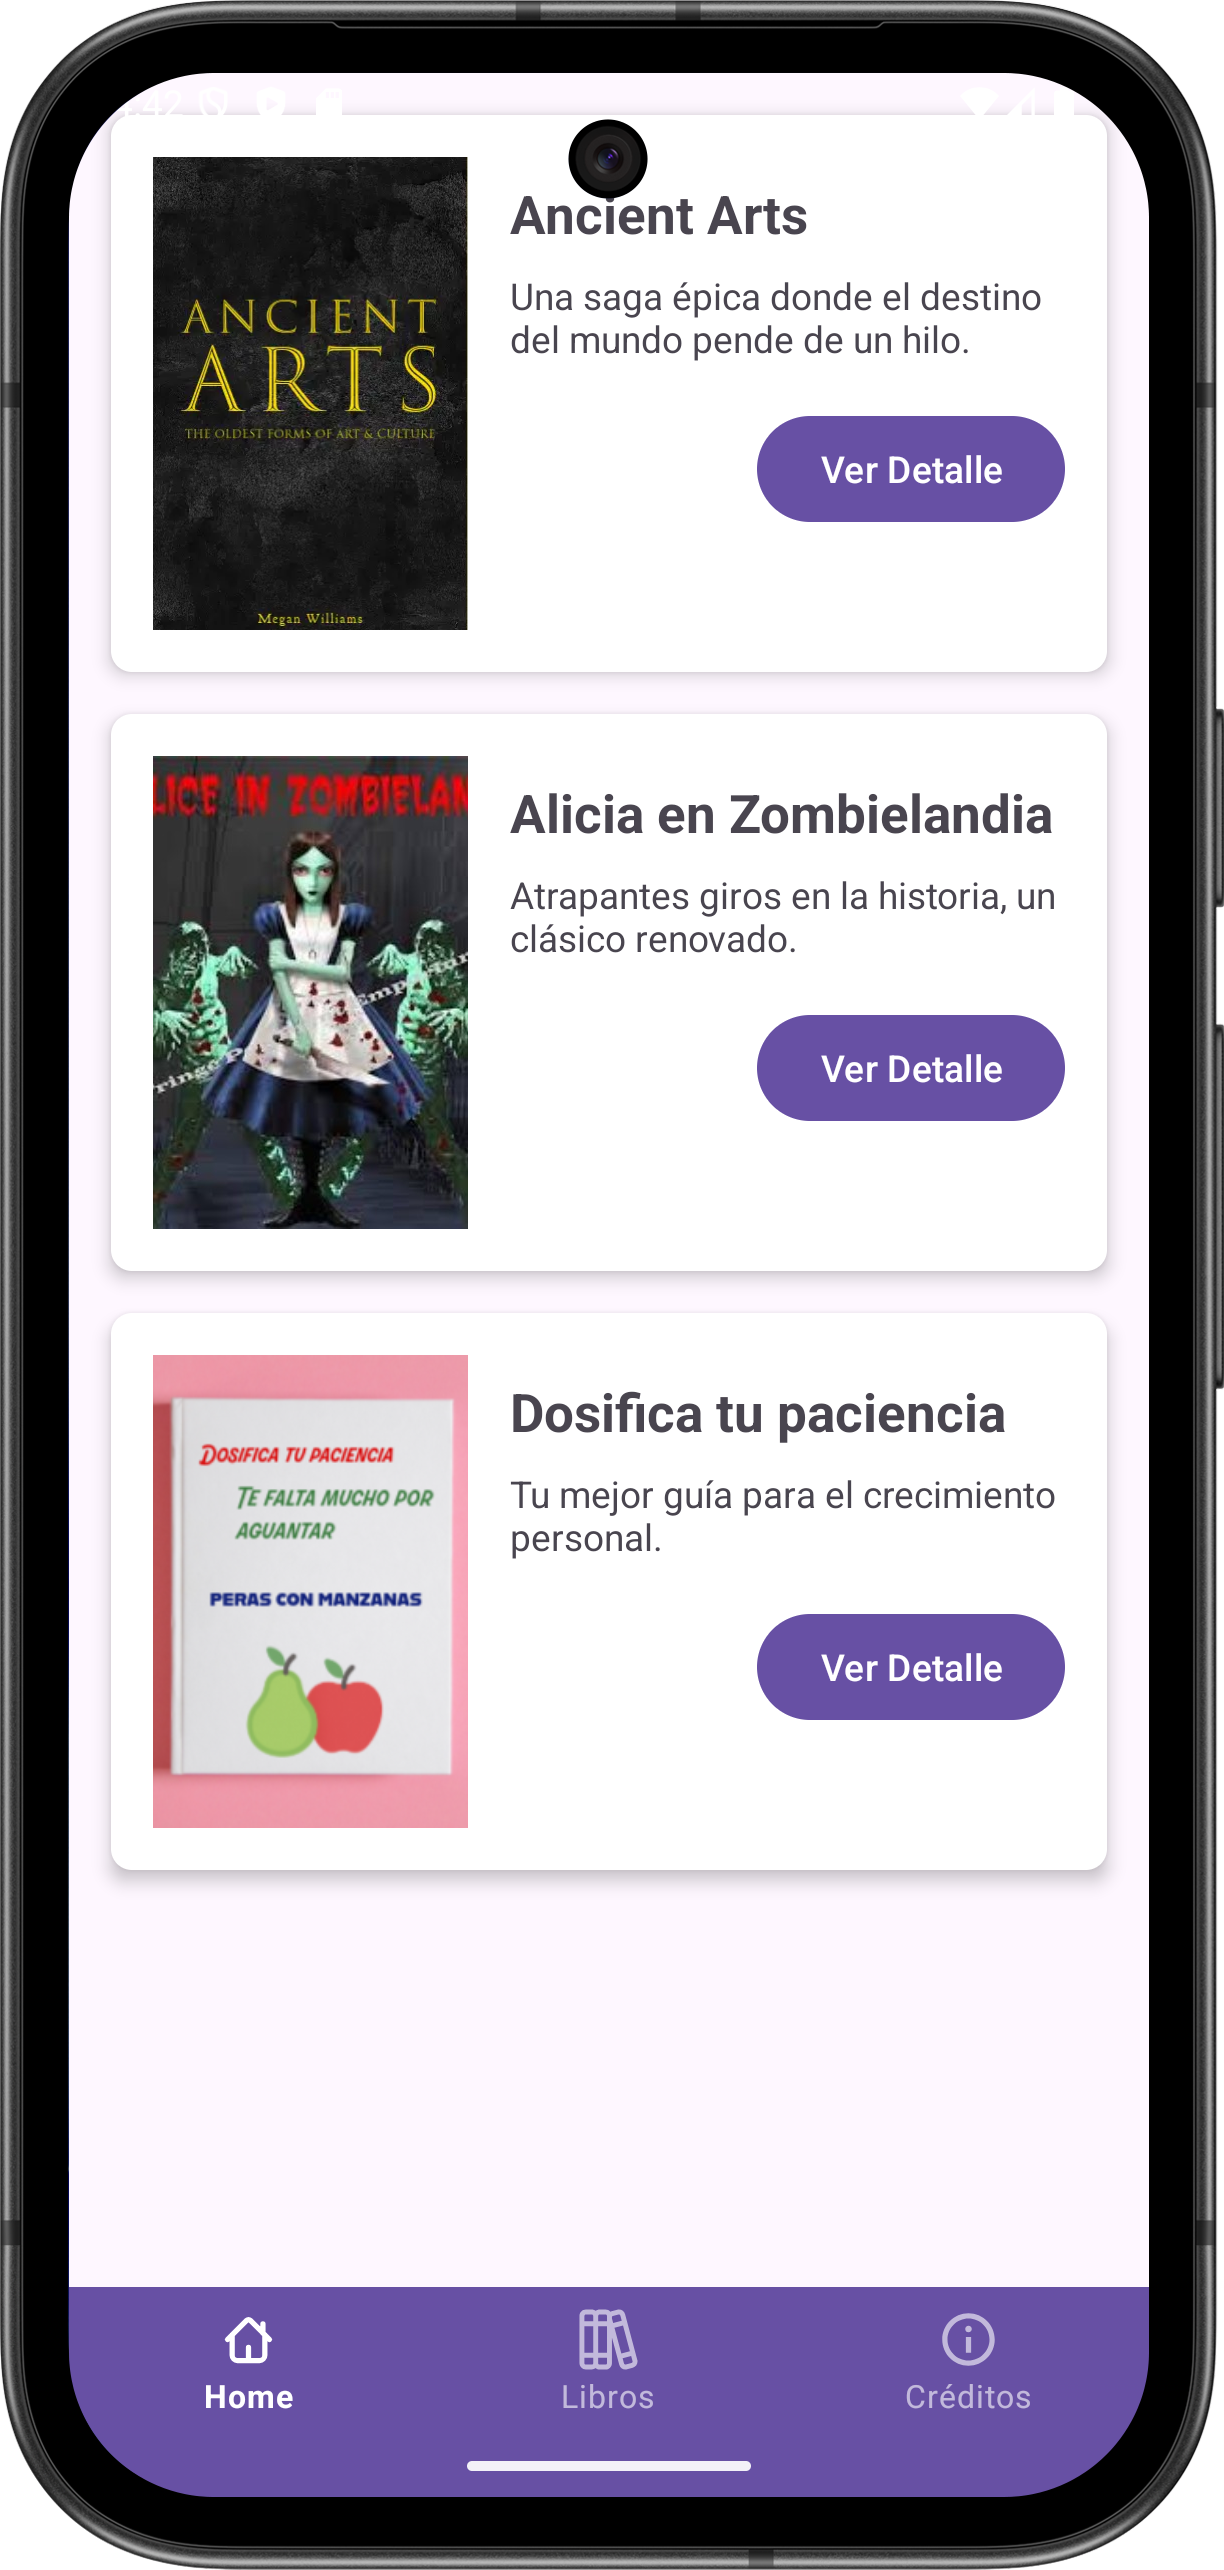 :42
Ancient Arts
Una saga épica donde el destino
del mundo pende de un hilo.
Ver Detalle
ANCIENT
ARTS
THE OLDEST FORMS OF ART & CULTURE
Megan Williams
Alicia en Zombielandia
Atrapantes giros en la historia, un
clásico renovado.
Ver Detalle
LICE IN ZOMBIELAN
Dosifica tu paciencia
Tu mejor guía para el crecimiento
personal.
Ver Detalle
DOSIFICA TU PACIENCIA
TE FALTA MUCHO POR
AGUANTAR
PERAS CON MANZANAS
Home
Libros
Créditos